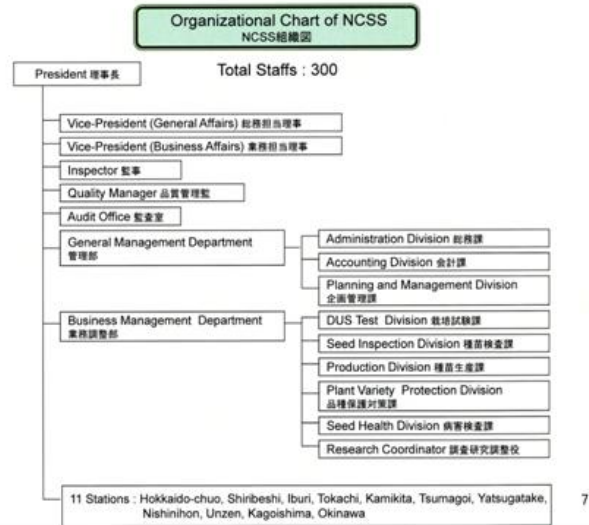 Organizational Chart of NCSS
NCSS組織図
President 理事長
Total Staffs : 300
Vice-President (General Affairs) 総務担当理事
Vice-President (Business Affairs) 業務担当理事
Inspector 監事
Quality Manager 品質管理監
Audit Office 監査室
General Management Department
管理部
Administration Division 総務課
Accounting Division 会計課
Planning and Management Division
企画管理課
Business Management Department
業務調整部
DUS Test Division 栽培試験課
Seed Inspection Division 種苗検査課
Production Division 種苗生産課
Plant Variety Protection Division
品種保護対策課
Seed Health Division 病害検査課
Research Coordinator 調査研究調整役
11 Stations : Hokkaido-chuo, Shiribeshi, Iburi, Tokachi, Kamikita, Tsumagoi, Yatsugatake,
Nishinihon, Unzen, Kagoishima, Okinawa
7